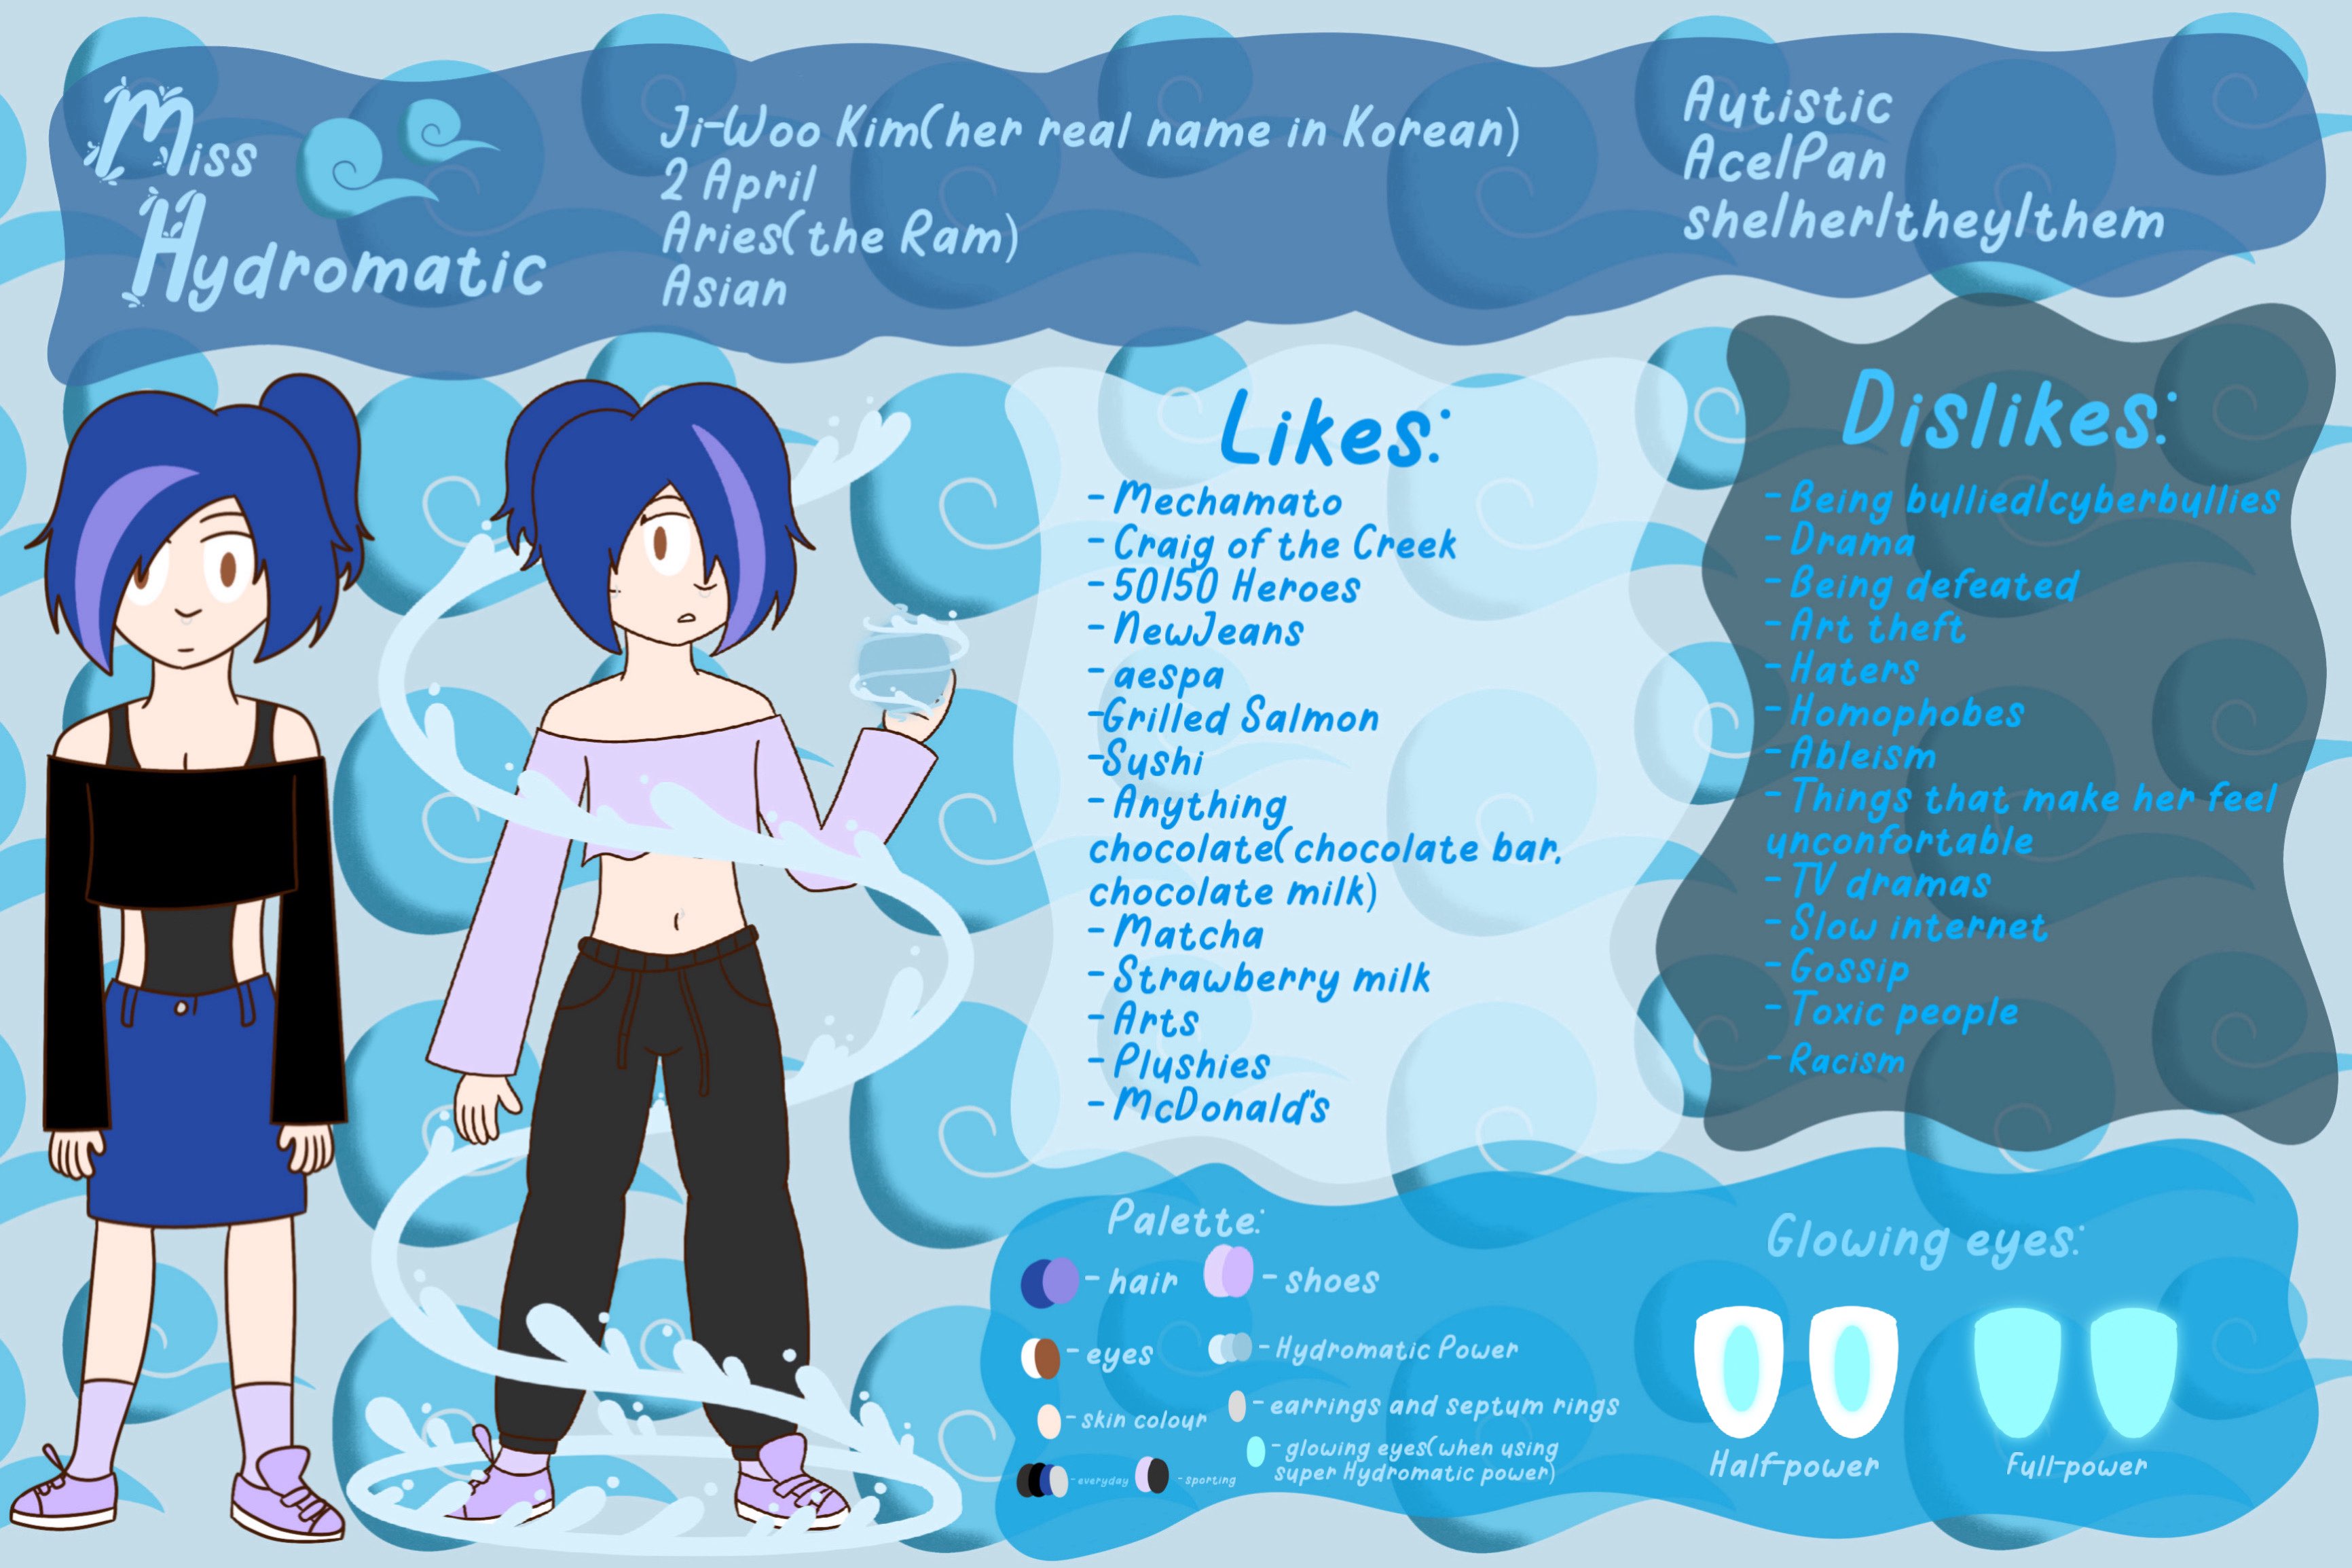 Miss
Hydromatic
Ji-Woo Kim(her real name in Korean)
2 April
Aries(the Ram)
Asian
Autistic
Ace/Pan
she/her/they/them
Likes:
- Mechamato
- Craig of the Creek
- 50/50 Heroes
- NewJeans
- aespa
-Grilled Salmon
-Sushi
- Anything
chocolate(chocolate bar,
chocolate milk)
- Matcha
- Strawberry milk
- Arts
- Plushies
- McDonald"s
Dislikes:
- Being bullied/cyberbullies
- Drama
- Being defeated
- Art theft
- Haters
- Homophobes
- Ableism
- Things that make her feel
unconfortable
- TV dramas
- Slow internet
- Gossip
- Toxic people
- Racism
Palette:
- hair
- shoes
- eyes
- Hydromatic Power
- skin colour
- earrings and septum rings
- everyday
- sporting
- glowing eyes(when using
super Hydromatic power)
Glowing eyes:
Half-power
Full-power